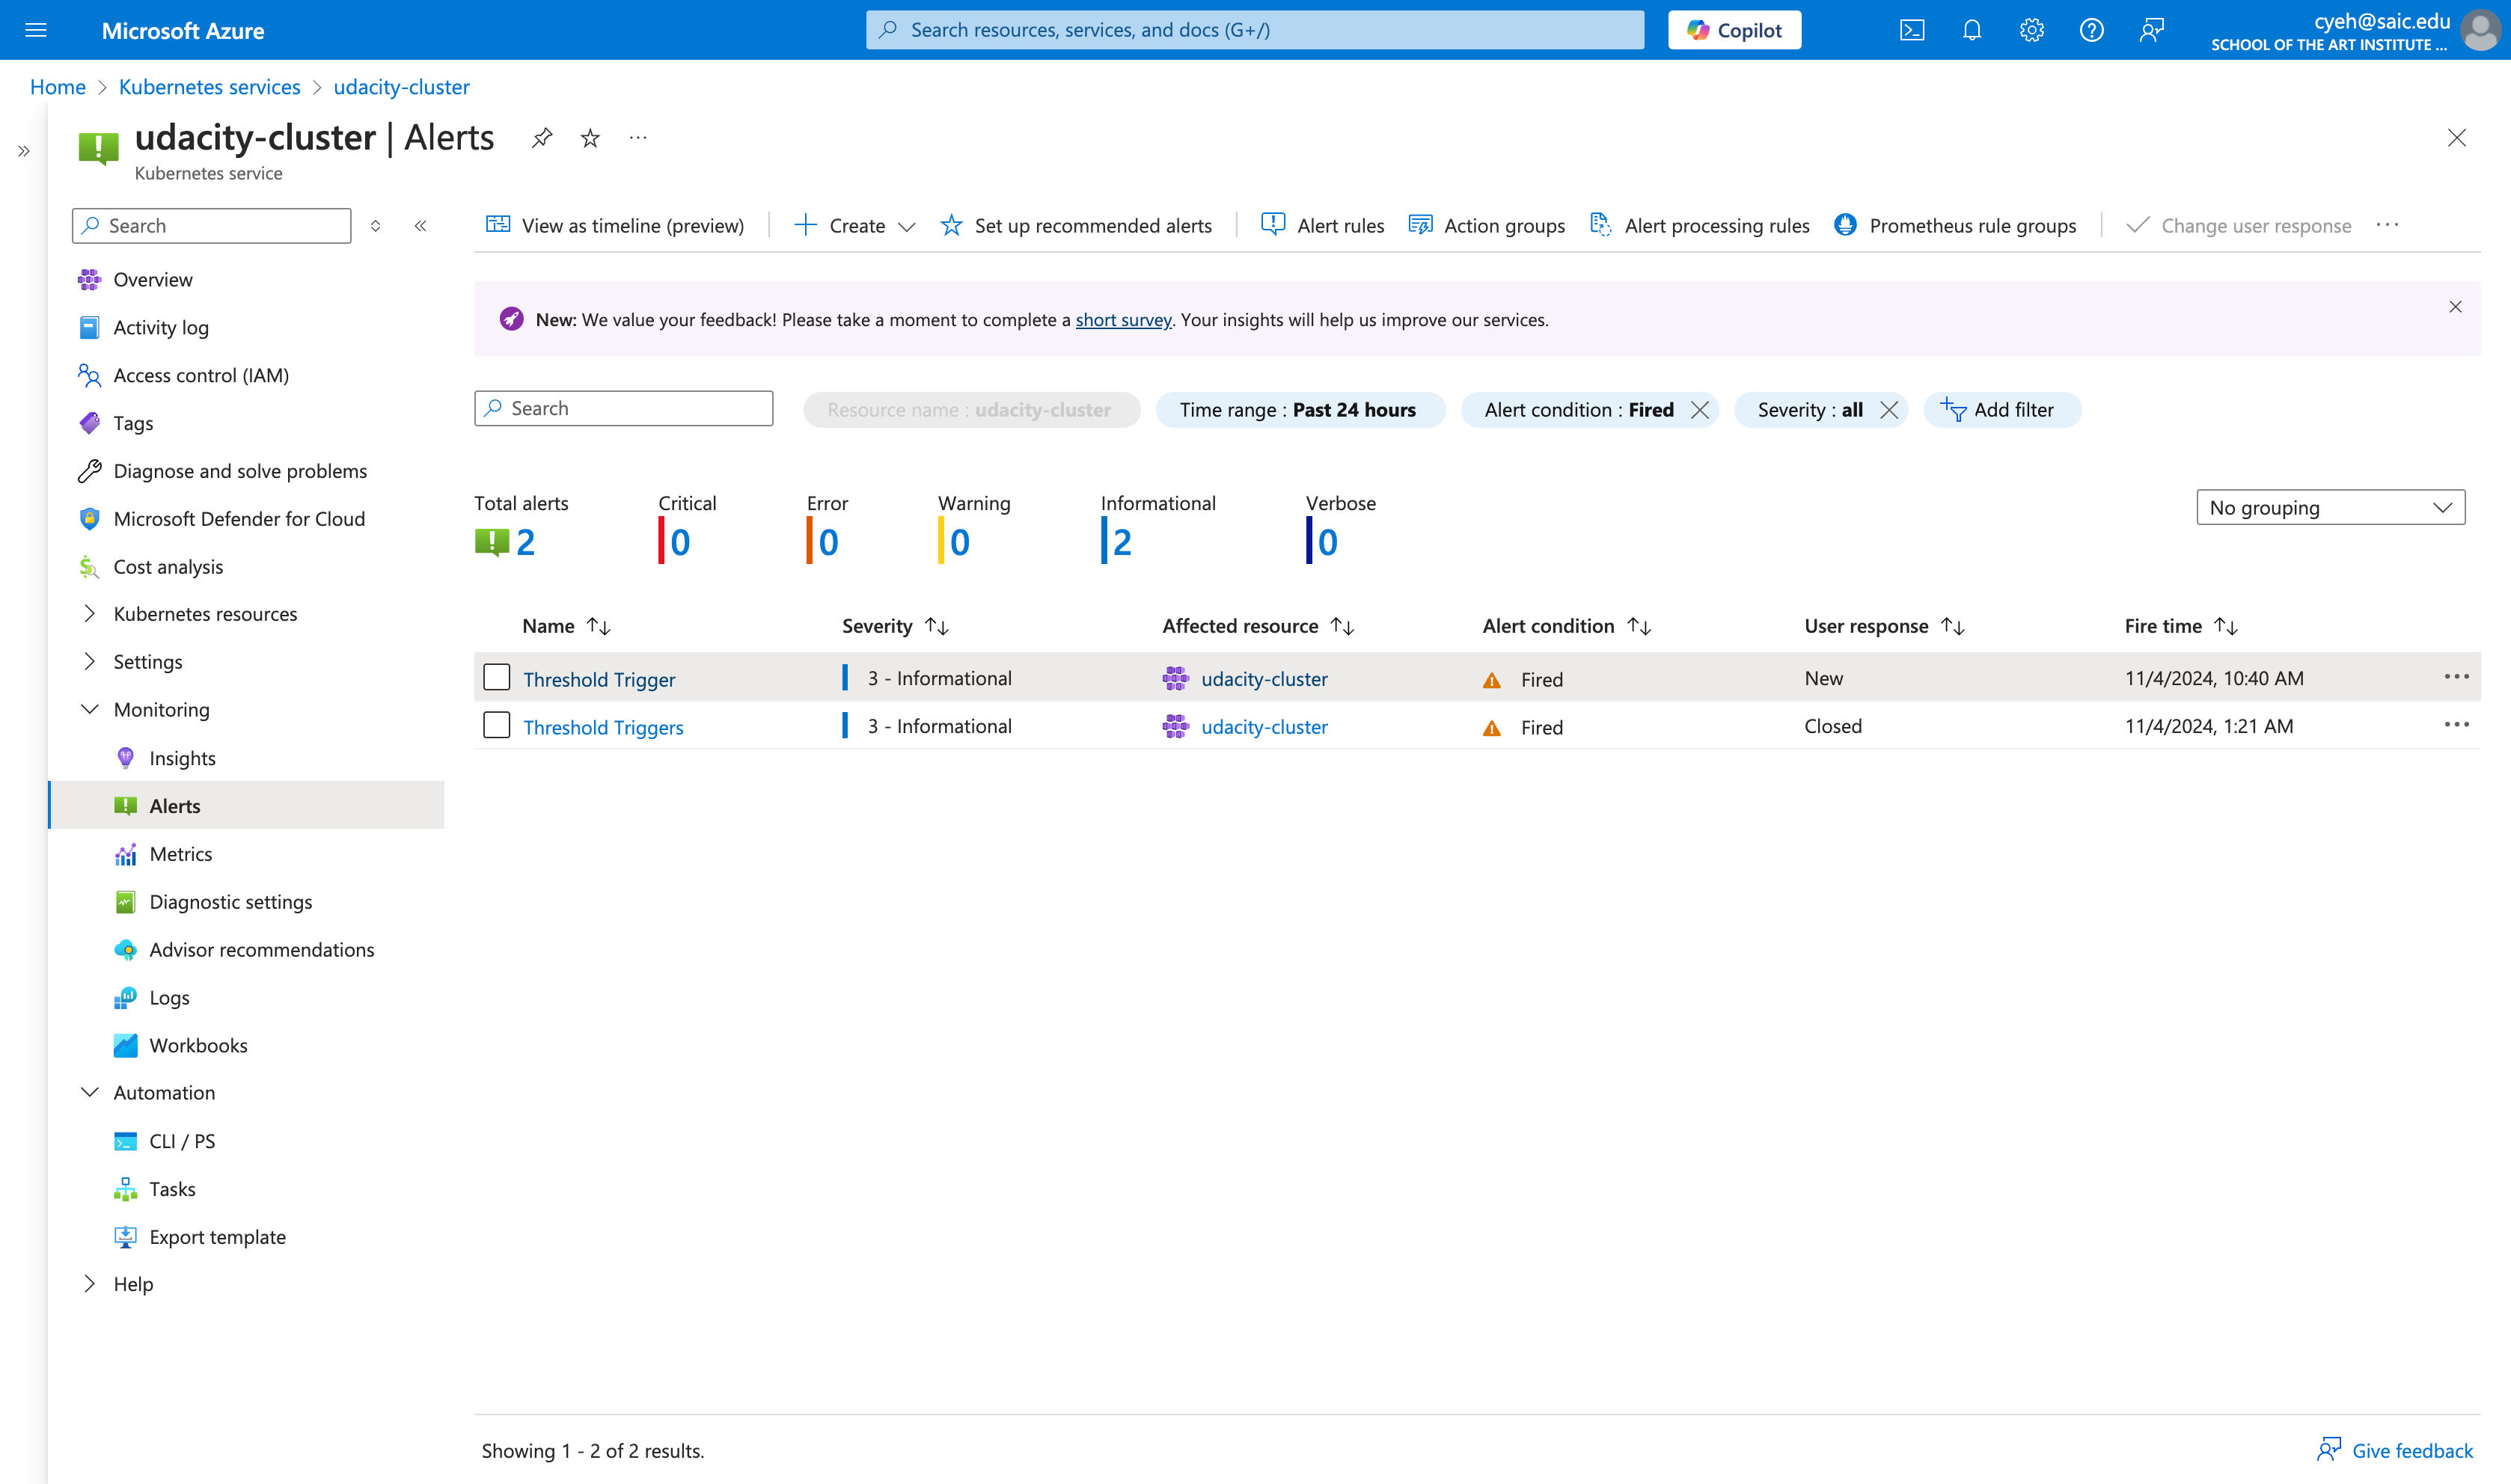 Microsoft Azure
Search resources, services, and docs (G+/)
Copilot
cyeh@saic.edu
SCHOOL OF THE ART INSTITUTE ...
Home > Kubernetes services > udacity-cluster
udacity-cluster | Alerts
Kubernetes service
Search
Overview
Activity log
Access control (IAM)
Tags
Diagnose and solve problems
Microsoft Defender for Cloud
Cost analysis
Kubernetes resources
Settings
Monitoring
Insights
Alerts
Metrics
Diagnostic settings
Advisor recommendations
Logs
Workbooks
Automation
CLI / PS
Tasks
Export template
Help
View as timeline (preview) Create Set up recommended alerts Alert rules Action groups Alert processing rules Prometheus rule groups Change user response
New: We value your feedback! Please take a moment to complete a short survey. Your insights will help us improve our services.
Search Resource name : udacity-cluster Time range : Past 24 hours Alert condition : Fired Severity : all Add filter
Total alerts Critical Error Warning Informational Verbose
2 0 0 0 2 0
No grouping
Name Severity Affected resource Alert condition User response Fire time
Threshold Trigger 3 - Informational udacity-cluster Fired New 11/4/2024, 10:40 AM
Threshold Triggers 3 - Informational udacity-cluster Fired Closed 11/4/2024, 1:21 AM
Showing 1 - 2 of 2 results.
Give feedback